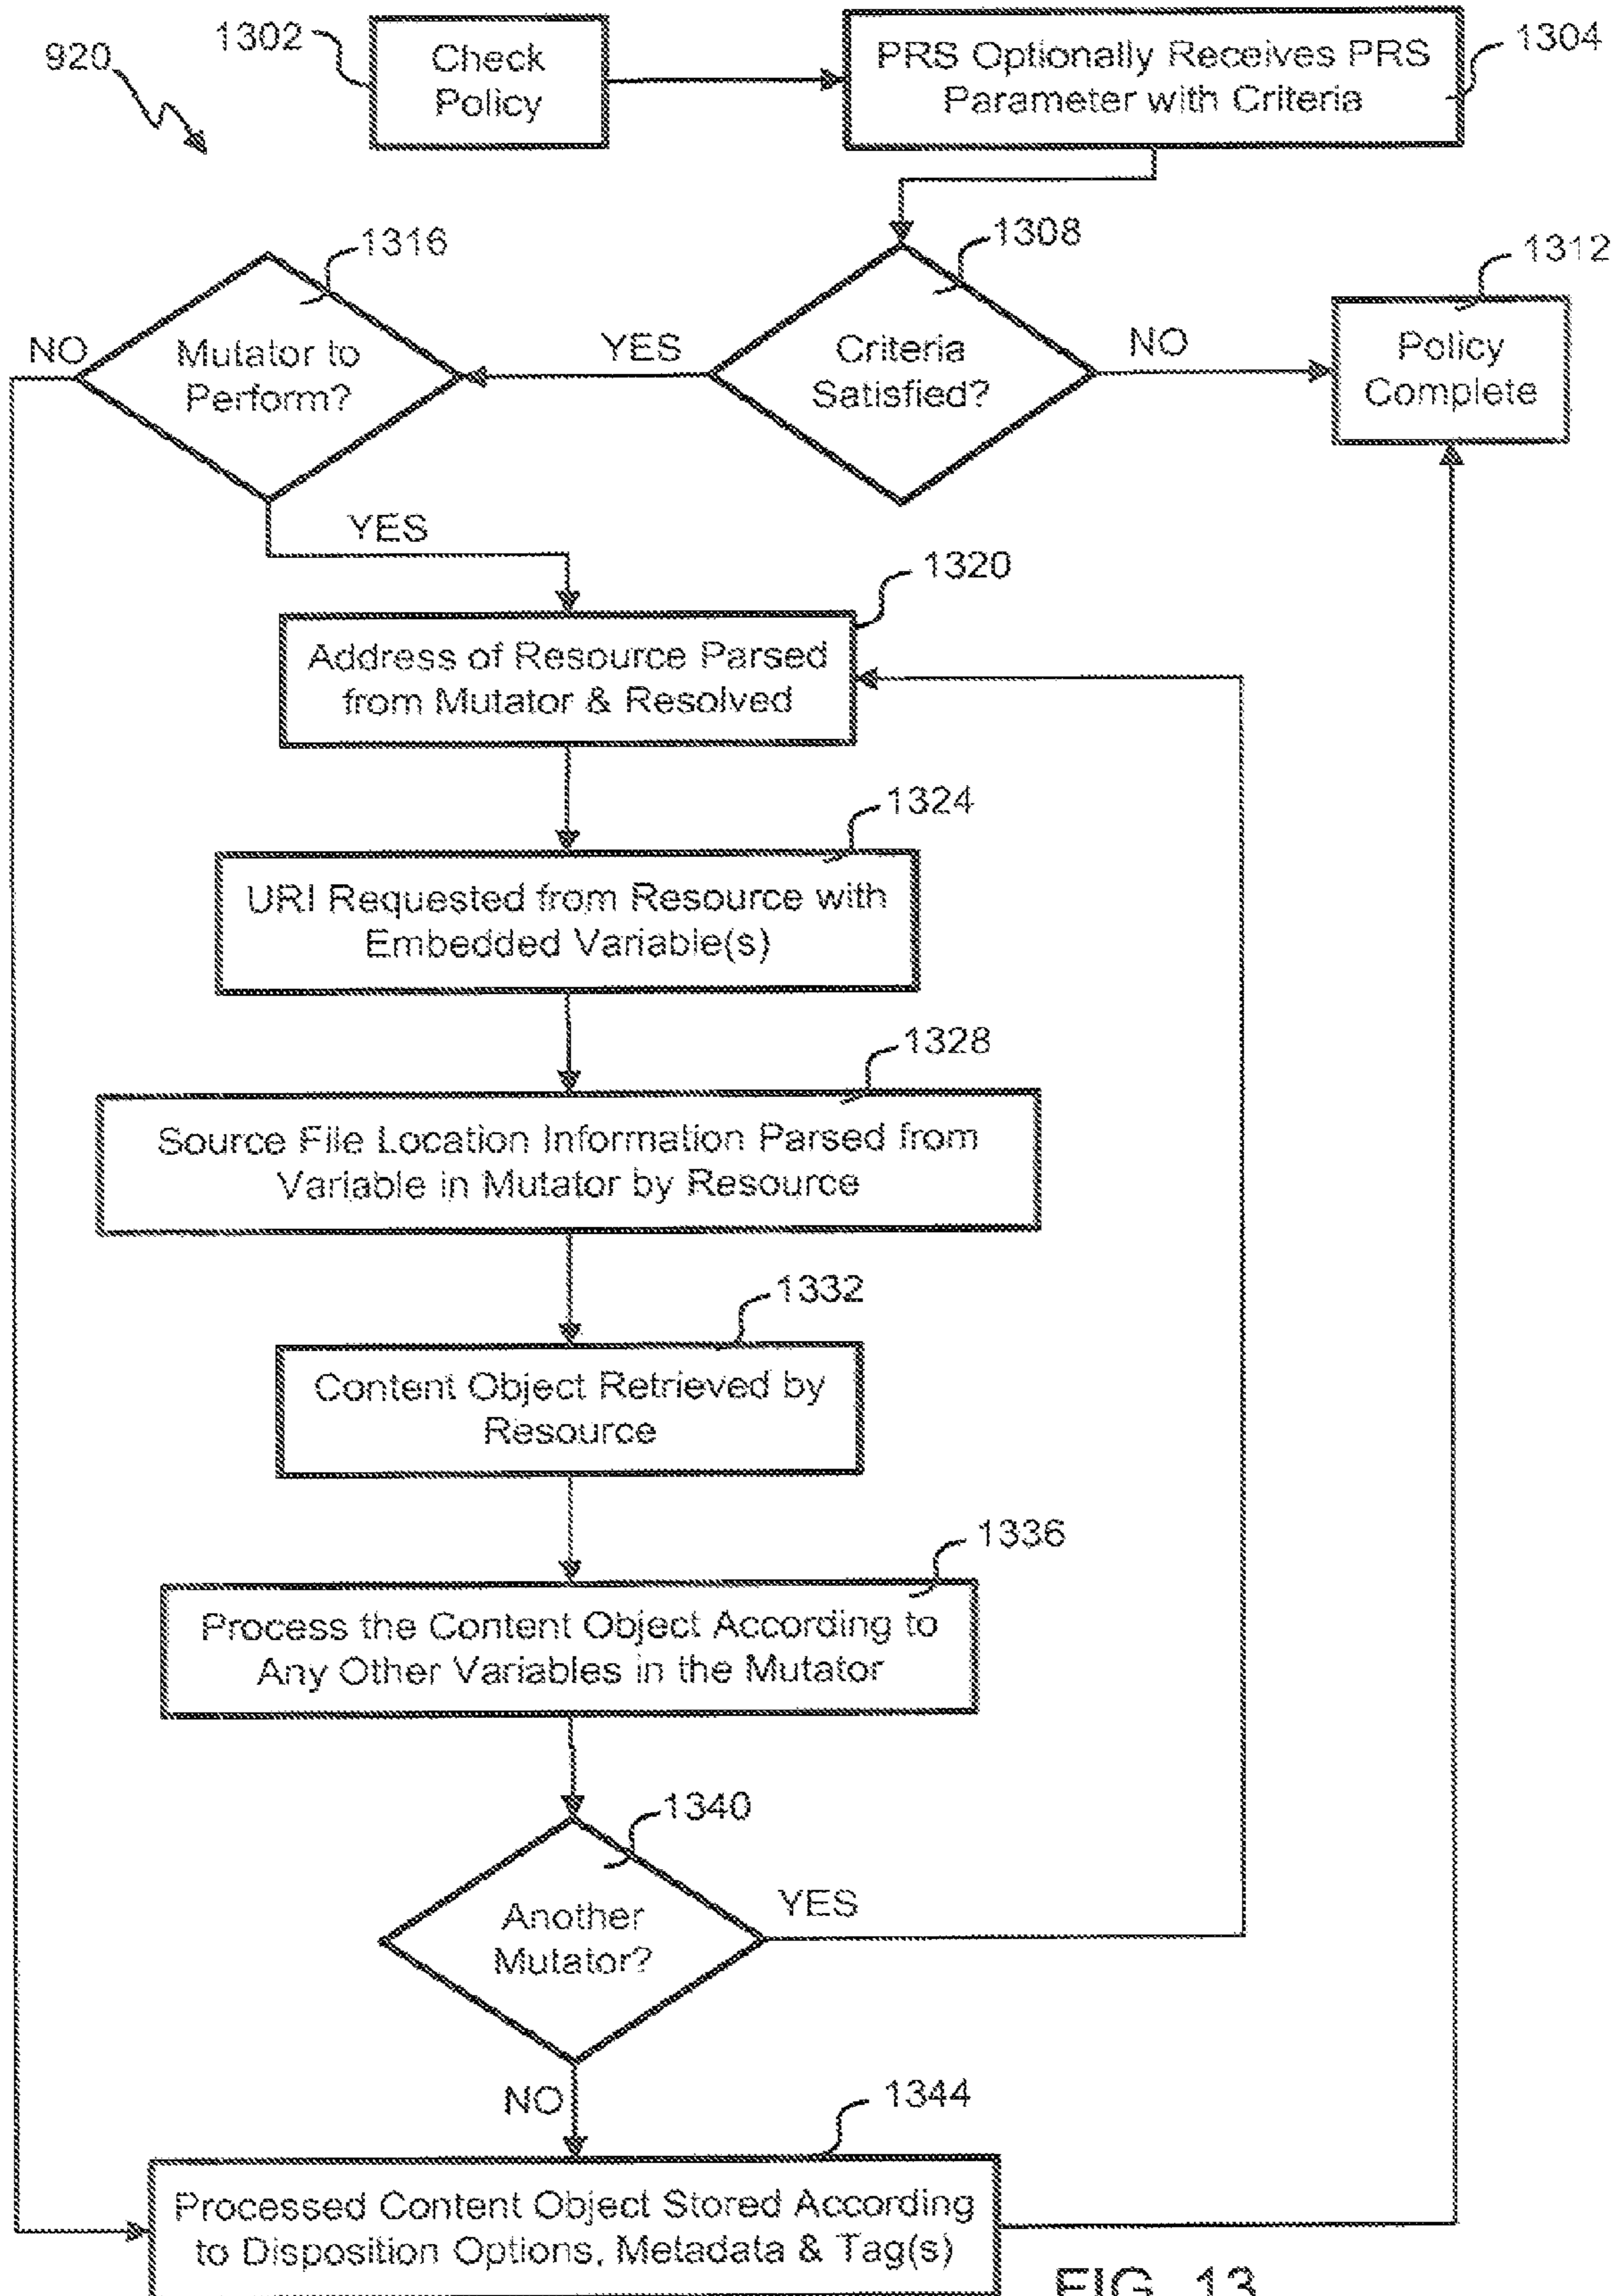 920
1302
Check
Policy
PRS Optionally Receives PRS
Parameter with Criteria
1304
1316
1308
1312
NO
Mutator to
Perform?
YES
Criteria
Satisfied?
NO
Policy
Complete
YES
1320
Address of Resource Parsed
from Mutator & Resolved
1324
URI Requested from Resource with
Embedded Variable(s)
1328
Source File Location Information Parsed from
Variable in Mutator by Resource
1332
Content Object Retrieved by
Resource
1336
Process the Content Object According to
Any Other Variables in the Mutator
1340
Another
Mutator?
YES
NO
1344
Processed Content Object Stored According
to Disposition Options, Metadata & Tag(s)
FIG. 13